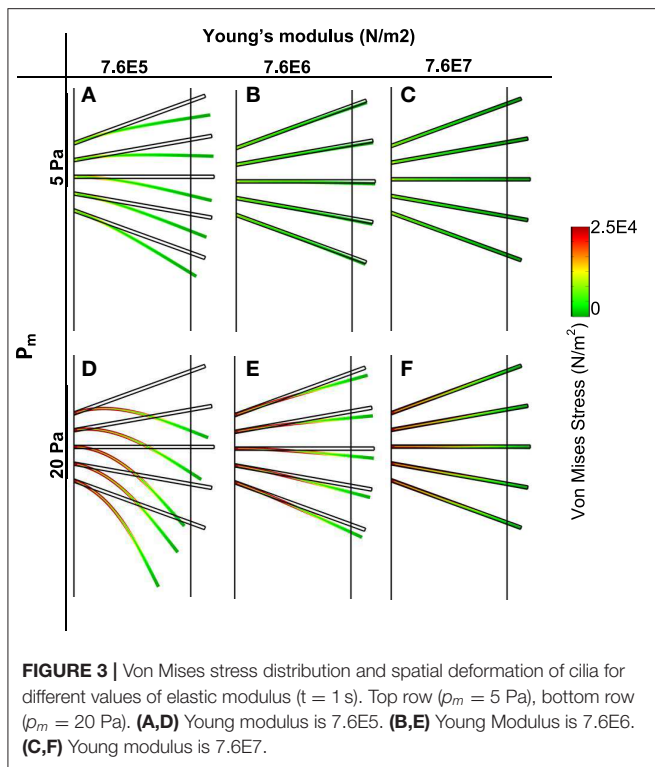 Young's modulus (N/m2)
7.6E5 7.6E6 7.6E7
A B C
5 Pa
2.5E4
0
Von Mises Stress (N/m²)
Pm
D E F
20 Pa
FIGURE 3 | Von Mises stress distribution and spatial deformation of cilia for
different values of elastic modulus (t = 1 s). Top row (pm = 5 Pa), bottom row
(pm = 20 Pa). (A,D) Young modulus is 7.6E5. (B,E) Young Modulus is 7.6E6.
(C,F) Young modulus is 7.6E7.